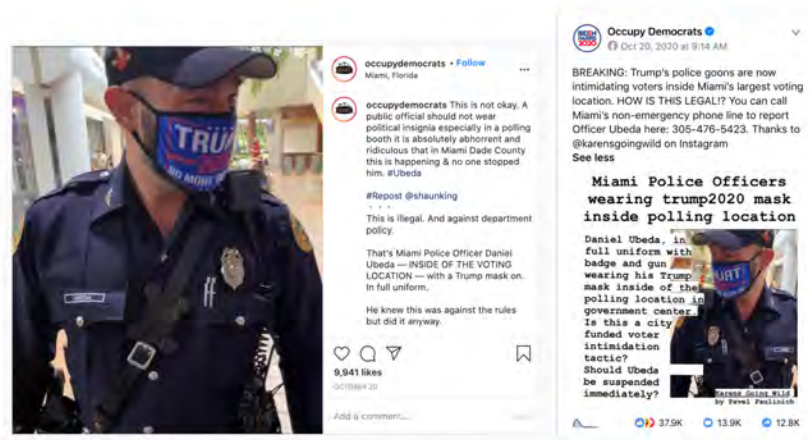 TRUM
NO MORE
occupydemocrats • Follow
Miami, Florida
occupydemocrats This is not okay. A
public official should not wear
political insignia especially in a polling
booth it is absolutely abhorrent and
ridiculous that in Miami Dade County
this is happening & no one stopped
him. #Ubeda
#Repost @shaunking
・・・
This is illegal. And against department
policy.
That's Miami Police Officer Daniel
Ubeda — INSIDE OF THE VOTING
LOCATION — with a Trump mask on.
In full uniform.
He knew this was against the rules
but did it anyway.
9,941 likes
OCTOBER 20
Add a comment...
BIDEN
HARRIS
2020
Occupy Democrats
Oct 20, 2020 at 9:14 AM
BREAKING: Trump's police goons are now
intimidating voters inside Miami's largest voting
location. HOW IS THIS LEGAL!? You can call
Miami's non-emergency phone line to report
Officer Ubeda here: 305-476-5423. Thanks to
@karensgoingwild on Instagram
See less
Miami Police Officers
wearing trump2020 mask
inside polling location
Daniel Ubeda, in
full uniform with
badge and gun
wearing his Trump
mask inside of the
polling location in
government center.
Is this a city
funded voter
intimidation
tactic?
Should Ubeda
be suspended
immediately?
Karens Going Wild
by Pavel Paulinich
37.9K
13.9K
12.8K